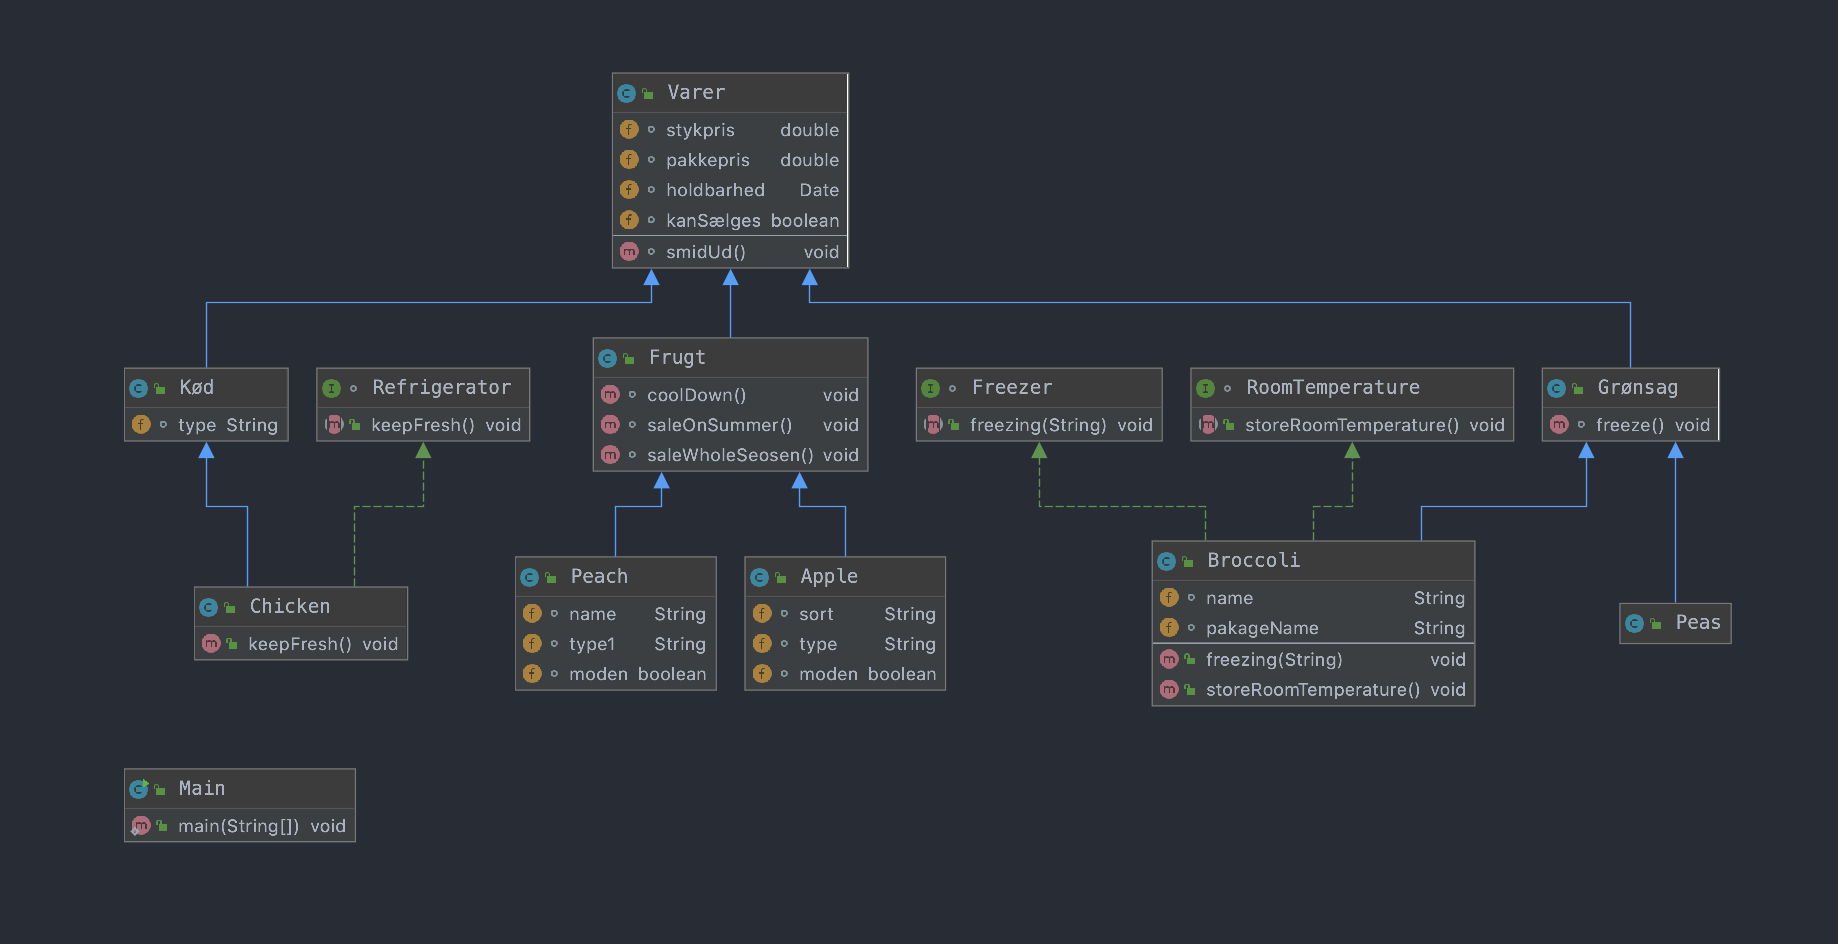 Varer
stykpris double
pakkepris double
holdbarhed Date
kanSælges boolean
smidUd() void
Kød
type String
Refrigerator
keepFresh() void
Frugt
coolDown() void
saleOnSummer() void
saleWholeSeosen() void
Freezer
freezing(String) void
RoomTemperature
storeRoomTemperature() void
Grønsag
freeze() void
Chicken
keepFresh() void
Peach
name String
type1 String
moden boolean
Apple
sort String
type String
moden boolean
Broccoli
name String
pakageName String
freezing(String) void
storeRoomTemperature() void
Peas
Main
main(String[]) void